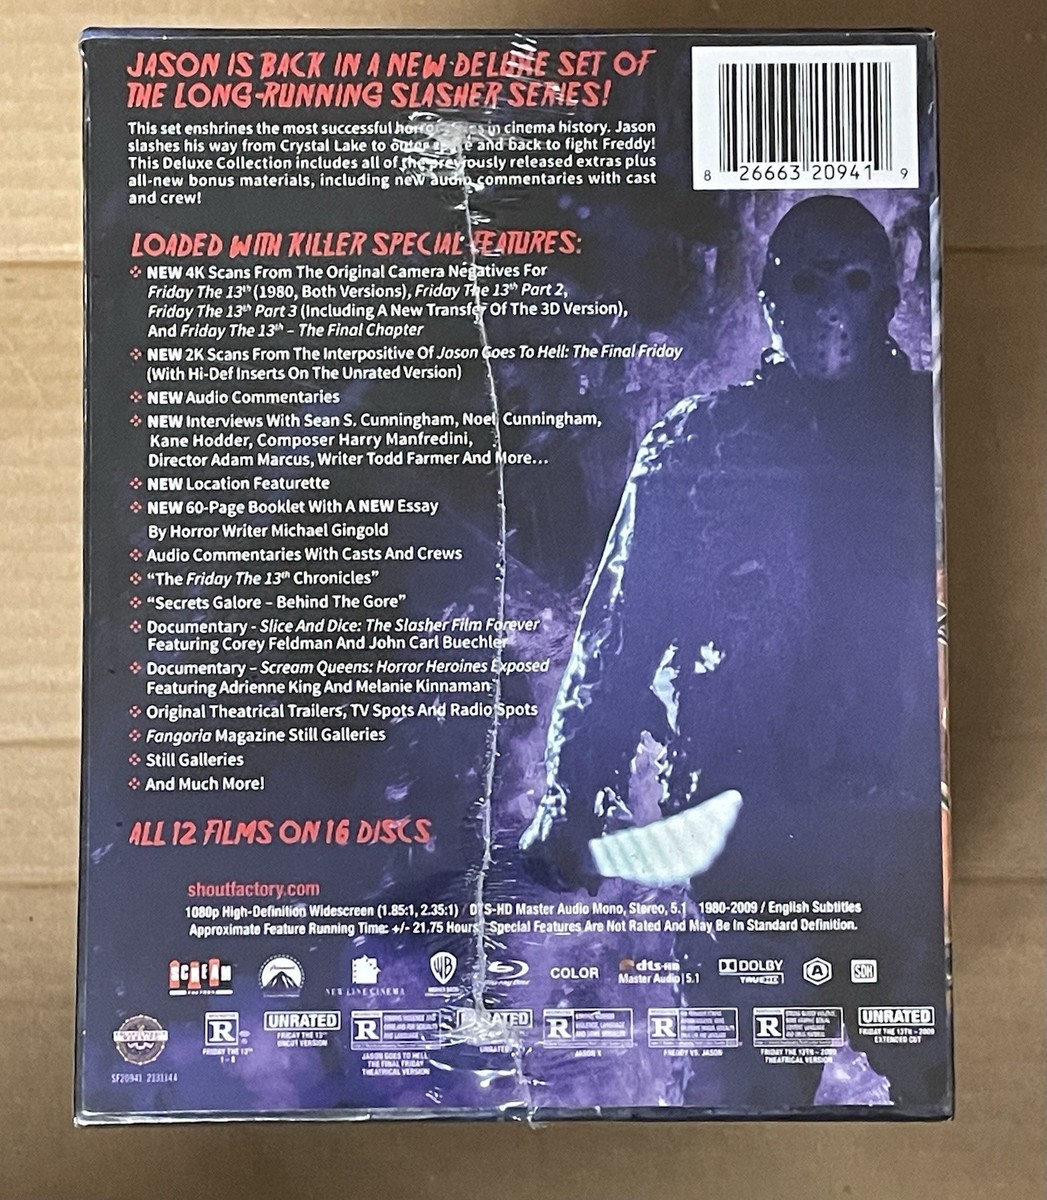 JASON IS BACK IN A NEW DELUXE SET OF
THE LONG-RUNNING SLASHER SERIES!
This set enshrines the most successful in cinema history. Jason
slashes his way from Crystal Lake to outer space and back to fight Freddy!
This Deluxe Collection includes all of the previously released extras plus
all-new bonus materials, including new audio commentaries with cast
and crew!
8 26663 20941 9
LOADED WITH KILLER SPECIAL FEATURES:
NEW 4K Scans From The Original Camera Negatives For
Friday The 13th (1980, Both Versions), Friday The 13th Part 2,
Friday The 13th Part 3 (Including A New Transfer Of The 3D Version),
And Friday The 13th – The Final Chapter
NEW 2K Scans From The Interpositive Of Jason Goes To Hell: The Final Friday
(With Hi-Def Inserts On The Unrated Version)
NEW Audio Commentaries
NEW Interviews With Sean S. Cunningham, Noel Cunningham,
Kane Hodder, Composer Harry Manfredini,
Director Adam Marcus, Writer Todd Farmer And More...
NEW Location Featurette
NEW 60-Page Booklet With A NEW Essay
By Horror Writer Michael Gingold
Audio Commentaries With Casts And Crews
"The Friday The 13th Chronicles"
"Secrets Galore – Behind The Gore"
Documentary - Slice And Dice: The Slasher Film Forever
Featuring Corey Feldman And John Carl Buechler
Documentary – Scream Queens: Horror Heroines Exposed
Featuring Adrienne King And Melanie Kinnaman
Original Theatrical Trailers, TV Spots And Radio Spots
Fangoria Magazine Still Galleries
Still Galleries
And Much More!
ALL 12 FILMS ON 16 DISCS
shoutfactory.com
1080p High-Definition Widescreen (1.85:1, 2.35:1) / DTS-HD Master Audio Mono, Stereo, 5.1 1980-2009 / English Subtitles
Approximate Feature Running Time: +/- 21.75 Hours Special Features Are Not Rated And May Be In Standard Definition.
SCREAM FACTORY Paramount NEW LINE CINEMA WB COLOR dts-HD Master Audio 5.1 DOLBY TRUEHD A SDH
R UNRATED R UNRATED R R R UNRATED
FRIDAY THE 13TH 1-8
FRIDAY THE 13TH UNCUT VERSION
JASON GOES TO HELL THE FINAL FRIDAY THEATRICAL VERSION
JASON X
FREDDY VS. JASON
FRIDAY THE 13TH - 2009 THEATRICAL VERSION
FRIDAY THE 13TH - 2009 EXTENDED CUT
SF20941 2131144